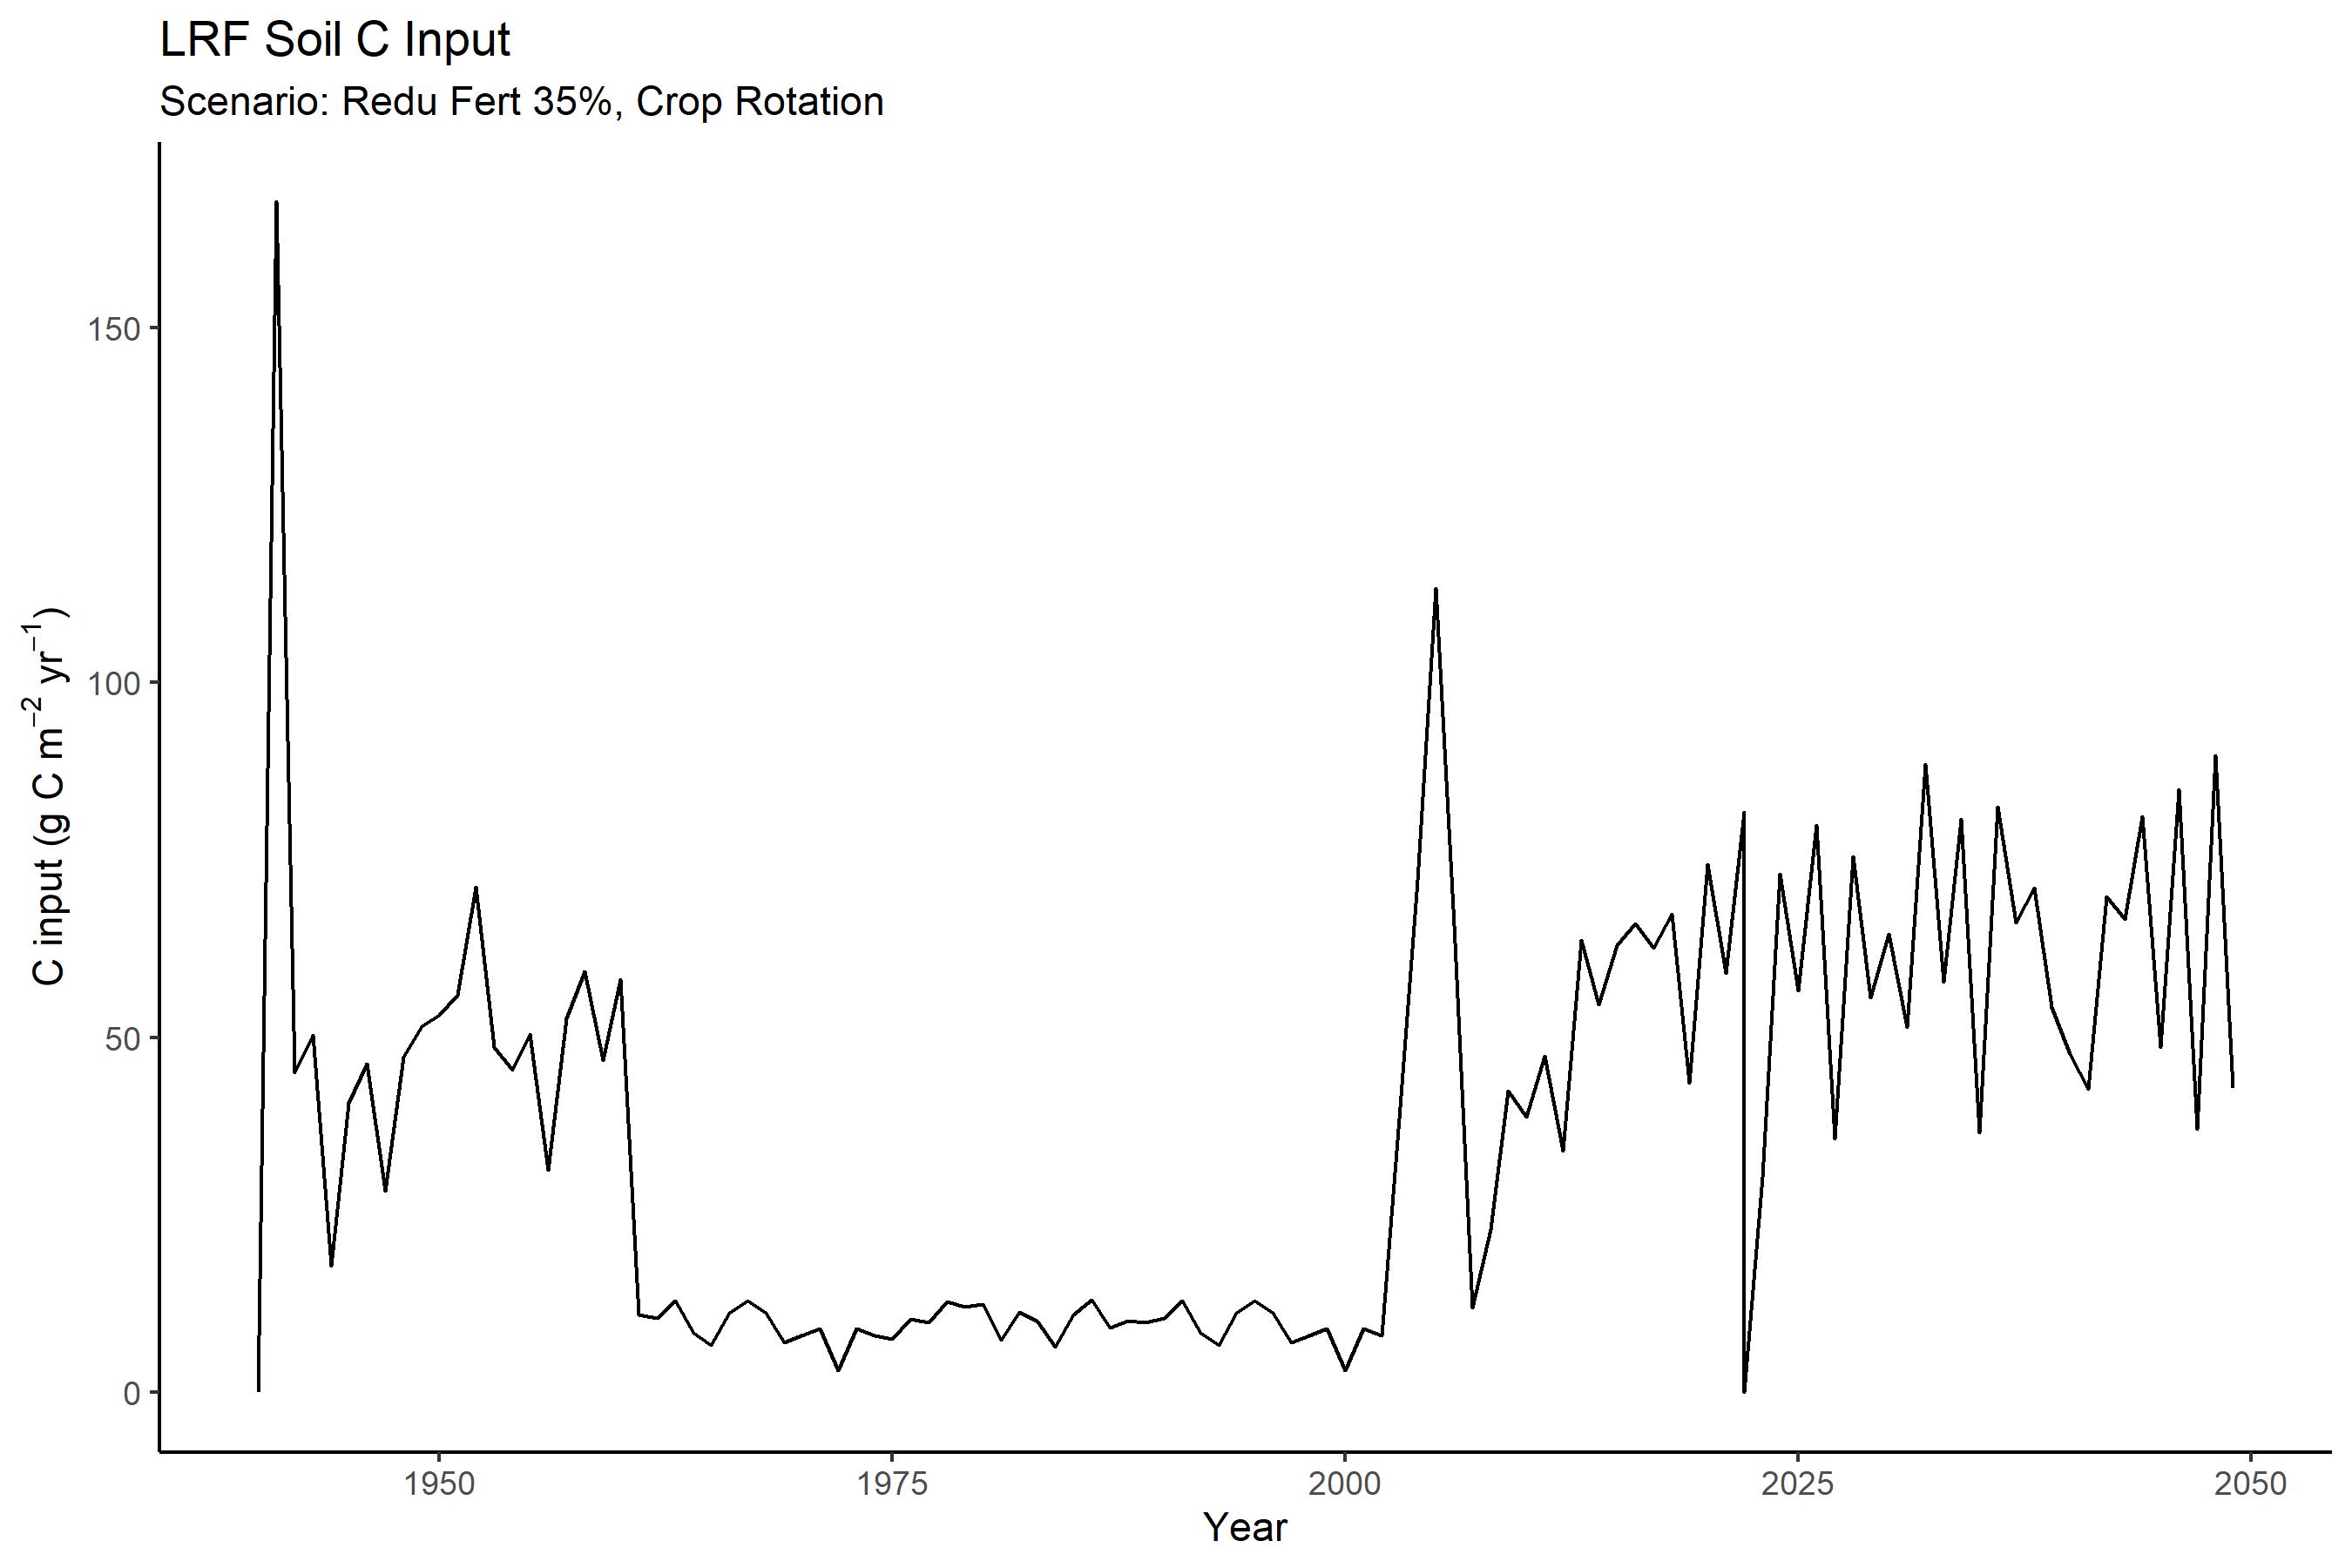 LRF Soil C Input
Scenario: Redu Fert 35%, Crop Rotation
C input (g C m⁻² yr⁻¹)
150
100
50
0
1950 1975 2000 2025 2050
Year